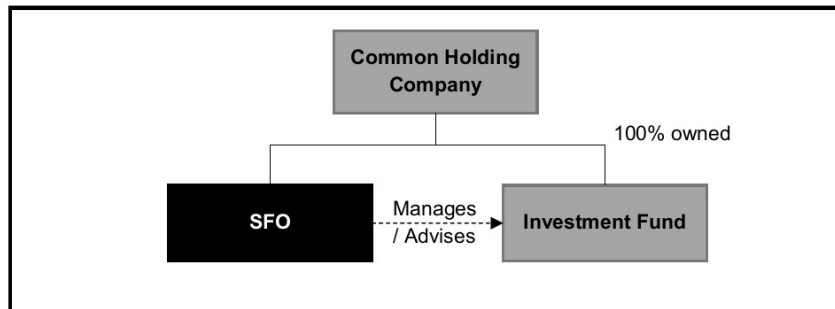 Common Holding
Company
100% owned
SFO
Manages
/ Advises
Investment Fund